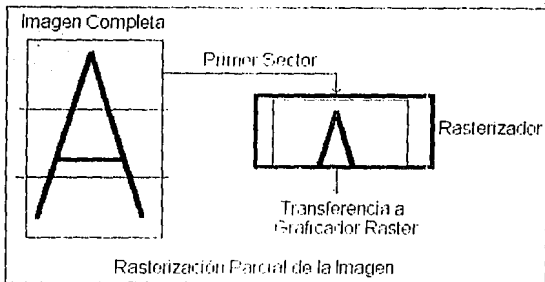 Imagen Completa
Primer Sector
Rasterizador
Transferencia a
Graficador Raster
Rasterización Parcial de la Imagen